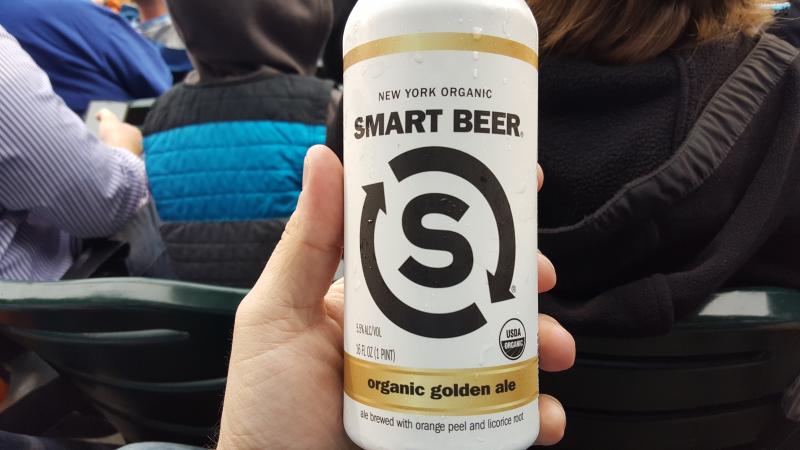 NEW YORK ORGANIC
SMART BEER®
S
®
5.5% ALC/VOL
16 FL OZ (1 PINT)
USDA
ORGANIC
organic golden ale
ale brewed with orange peel and licorice root